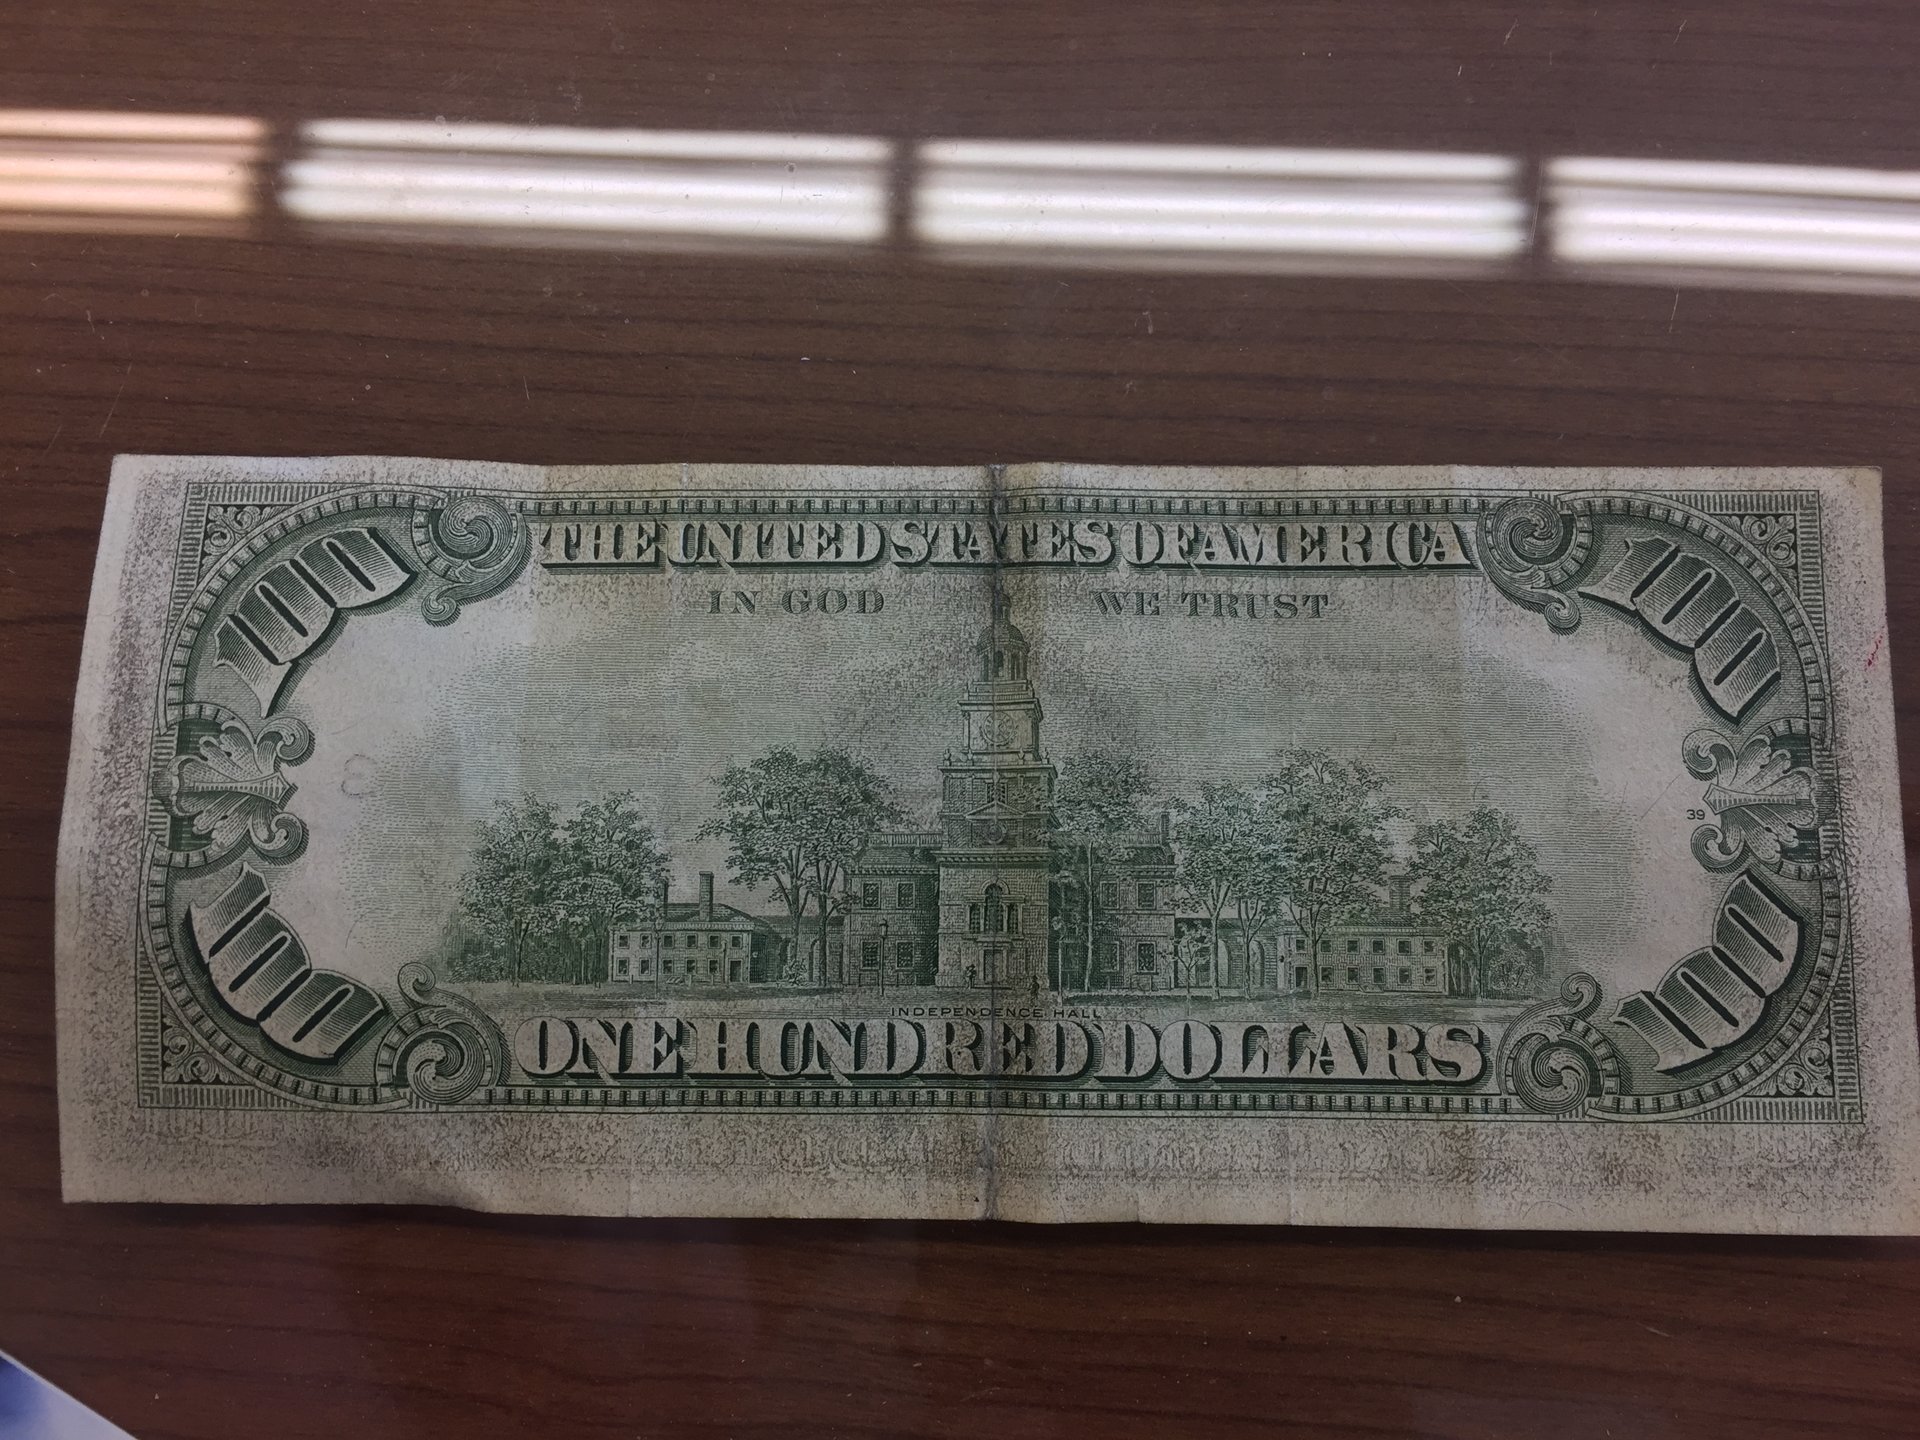 100 THE UNITED STATES OF AMERICA 100
IN GOD WE TRUST
39
INDEPENDENCE HALL
100 ONE HUNDRED DOLLARS 100